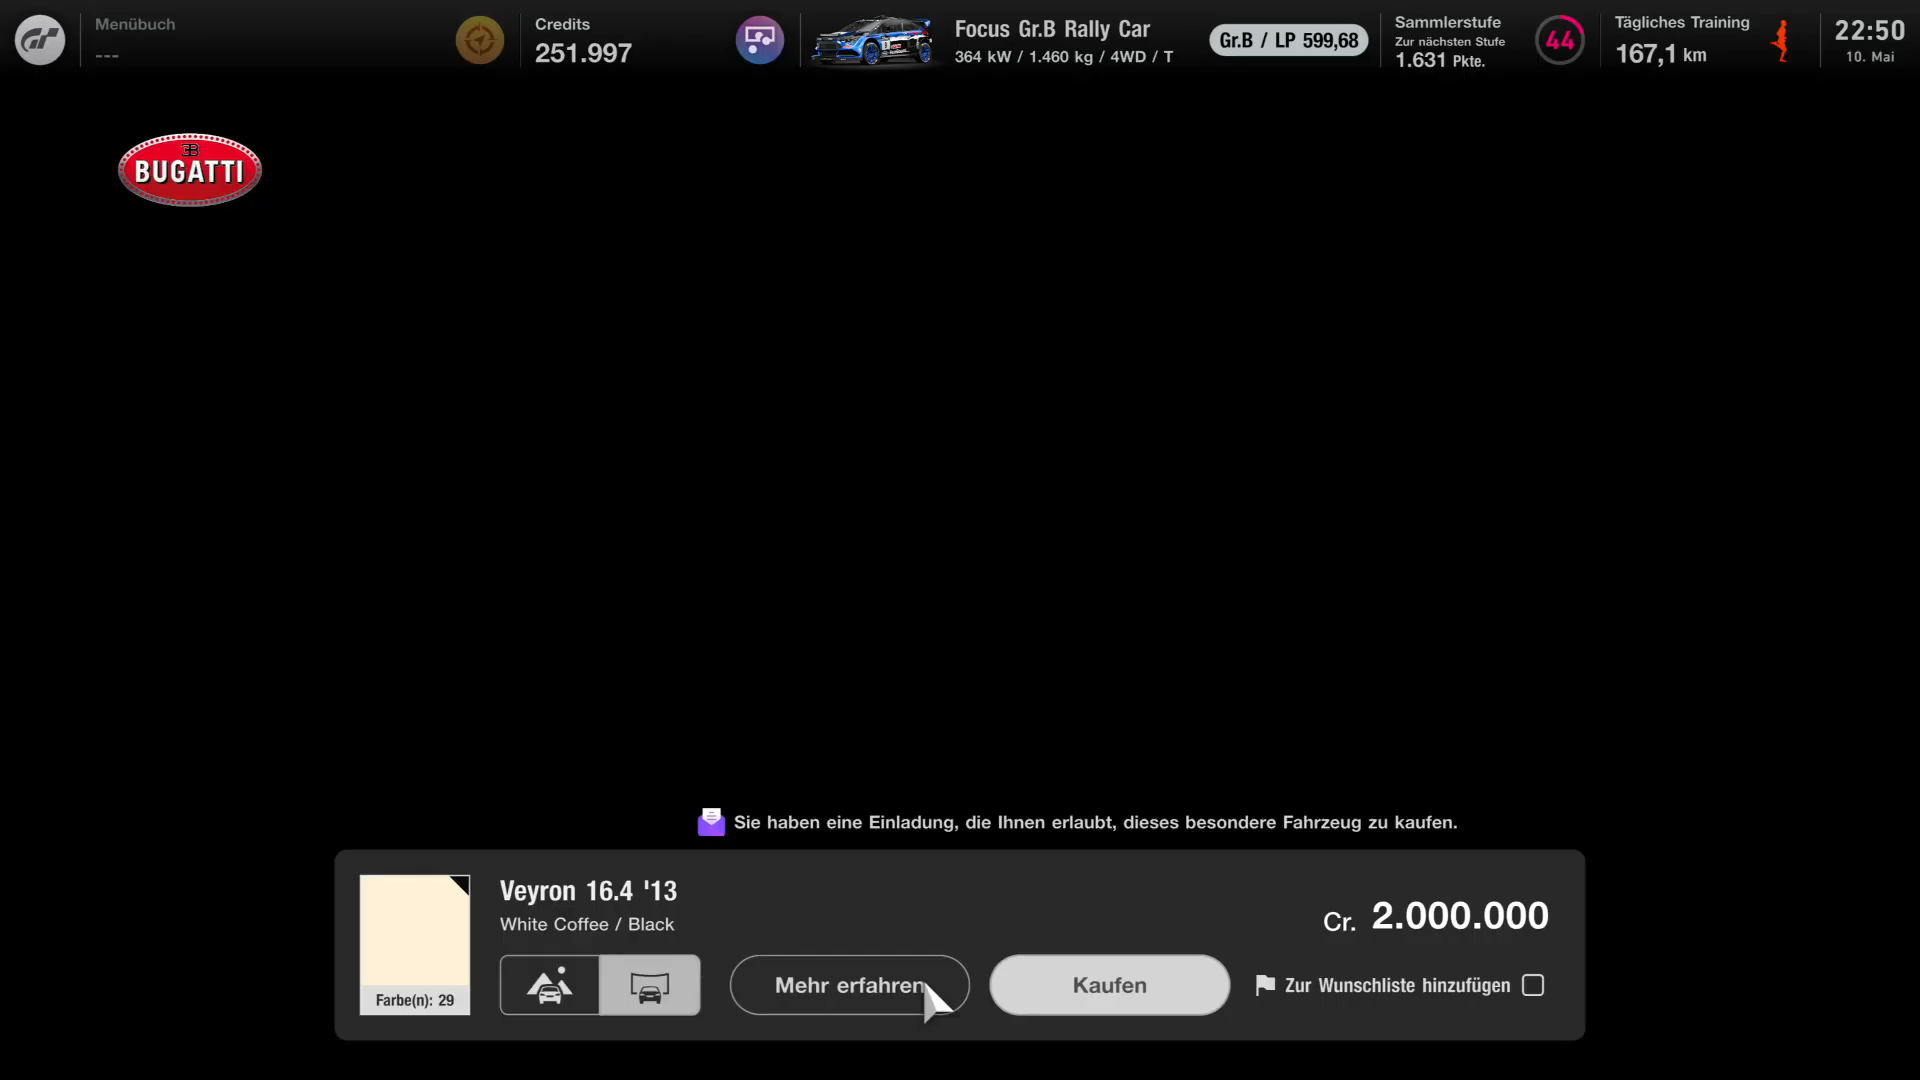 Menübuch
---
Credits
251.997
Focus Gr.B Rally Car
364 kW / 1.460 kg / 4WD / T
Gr.B / LP 599,68
Sammlerstufe
Zur nächsten Stufe
1.631 Pkte.
44
Tägliches Training
167,1 km
22:50
10. Mai
EB
BUGATTI
Sie haben eine Einladung, die Ihnen erlaubt, dieses besondere Fahrzeug zu kaufen.
Veyron 16.4 '13
White Coffee / Black
Cr. 2.000.000
Farbe(n): 29
Mehr erfahren
Kaufen
Zur Wunschliste hinzufügen